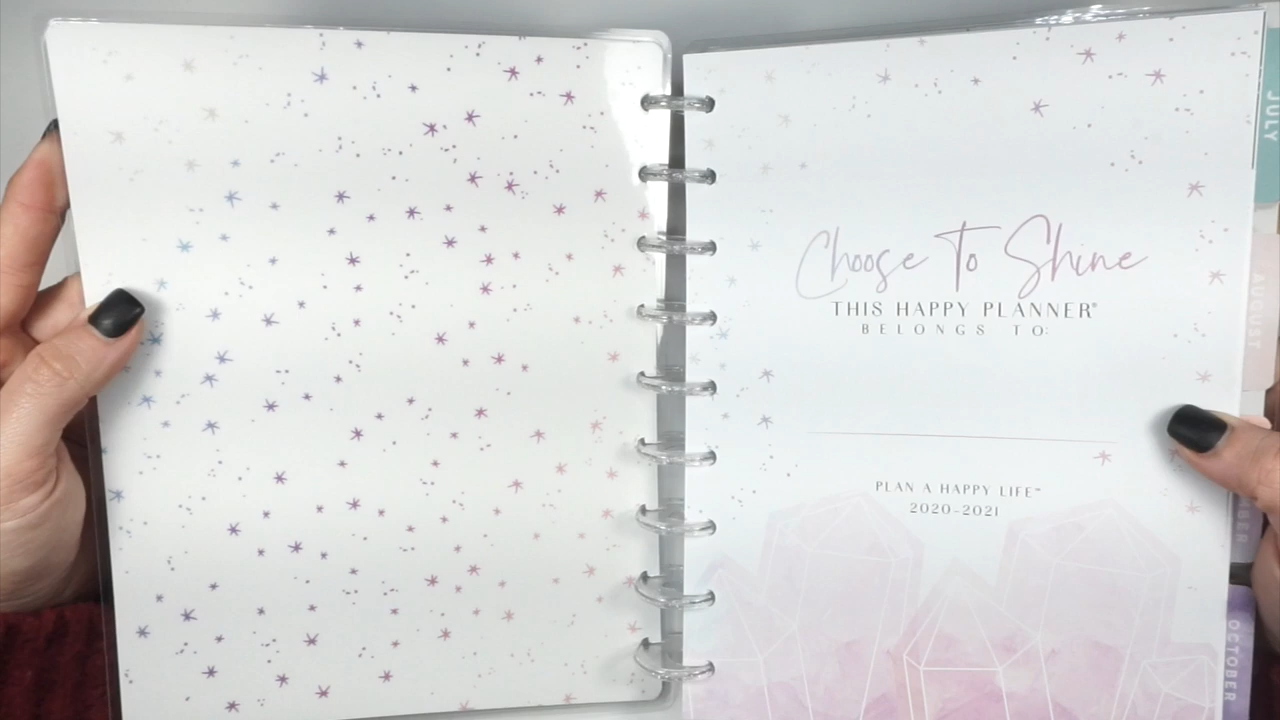 Choose To Shine
THIS HAPPY PLANNER®
BELONGS TO:
PLAN A HAPPY LIFE™
2020-2021
JULY
AUGUST
OCTOBER